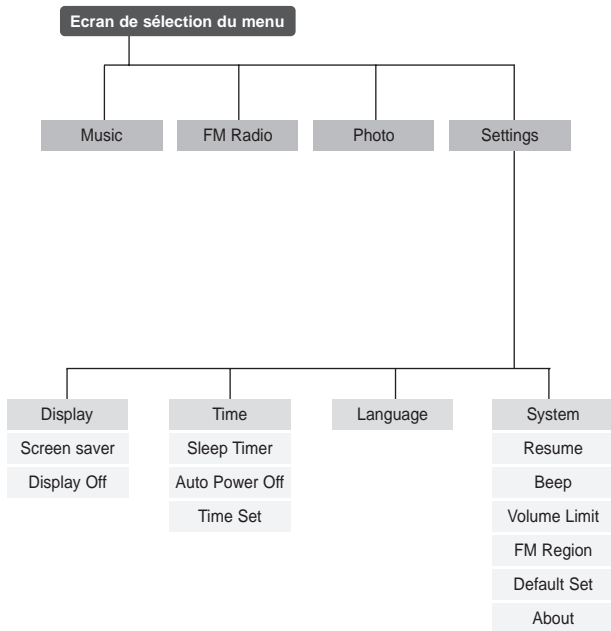 Ecran de sélection du menu
Music
FM Radio
Photo
Settings
Display
Screen saver
Display Off
Time
Sleep Timer
Auto Power Off
Time Set
Language
System
Resume
Beep
Volume Limit
FM Region
Default Set
About